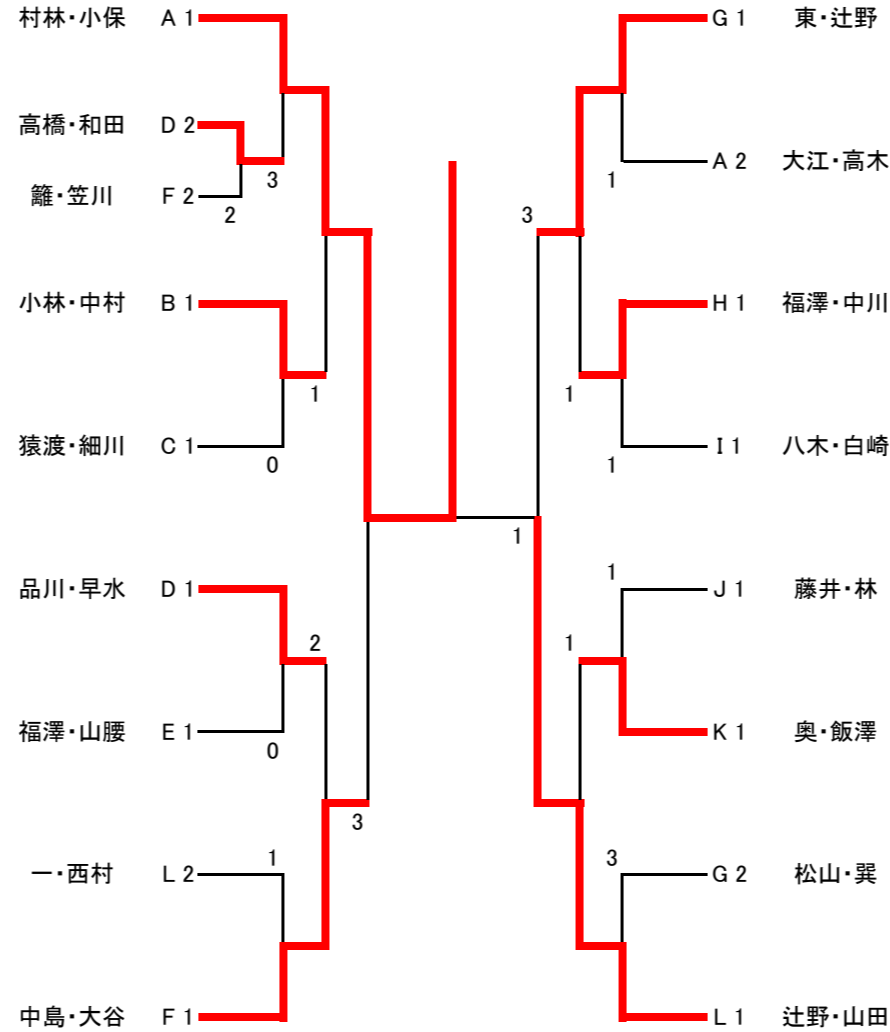 村林・小保 A 1
高橋・和田 D 2
3
籬・笠川 F 2
2
小林・中村 B 1
1
猿渡・細川 C 1
0
品川・早水 D 1
2
福澤・山腰 E 1
0
3
一・西村 L 2
1
中島・大谷 F 1
G 1 東・辻野
A 2 大江・高木
1
3
H 1 福澤・中川
1
I 1 八木・白崎
1
1
J 1 藤井・林
1
1
K 1 奥・飯澤
G 2 松山・巽
3
L 1 辻野・山田